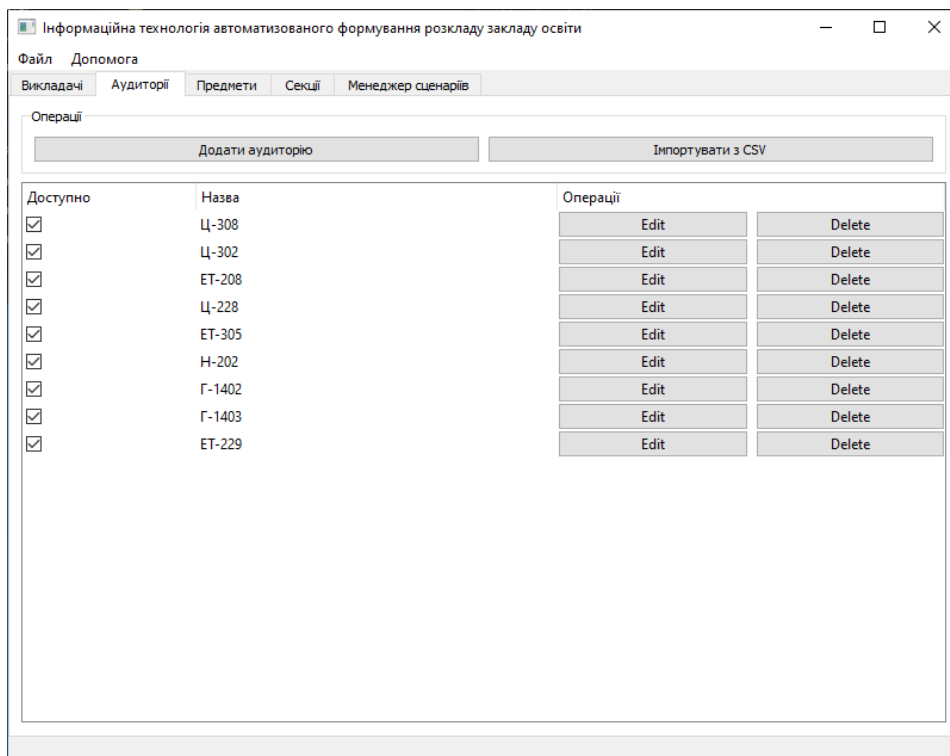 Інформаційна технологія автоматизованого формування розкладу закладу освіти
Файл Допомога
Викладачі Аудиторії Предмети Секції Менеджер сценаріїв
Операції
Додати аудиторію Імпортувати з CSV
Доступно Назва Операції
Ц-308 Edit Delete
Ц-302 Edit Delete
ЕТ-208 Edit Delete
Ц-228 Edit Delete
ЕТ-305 Edit Delete
Н-202 Edit Delete
Г-1402 Edit Delete
Г-1403 Edit Delete
ЕТ-229 Edit Delete